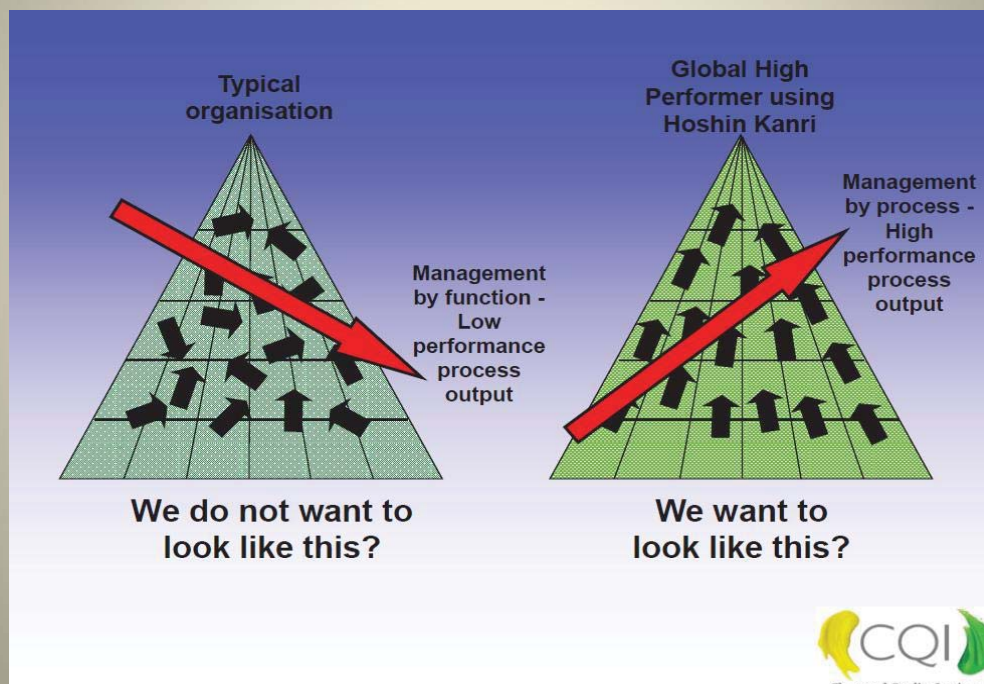 Typical
organisation
Global High
Performer using
Hoshin Kanri
Management
by function -
Low
performance
process
output
Management
by process -
High
performance
process
output
We do not want to
look like this?
We want to
look like this?
CQI